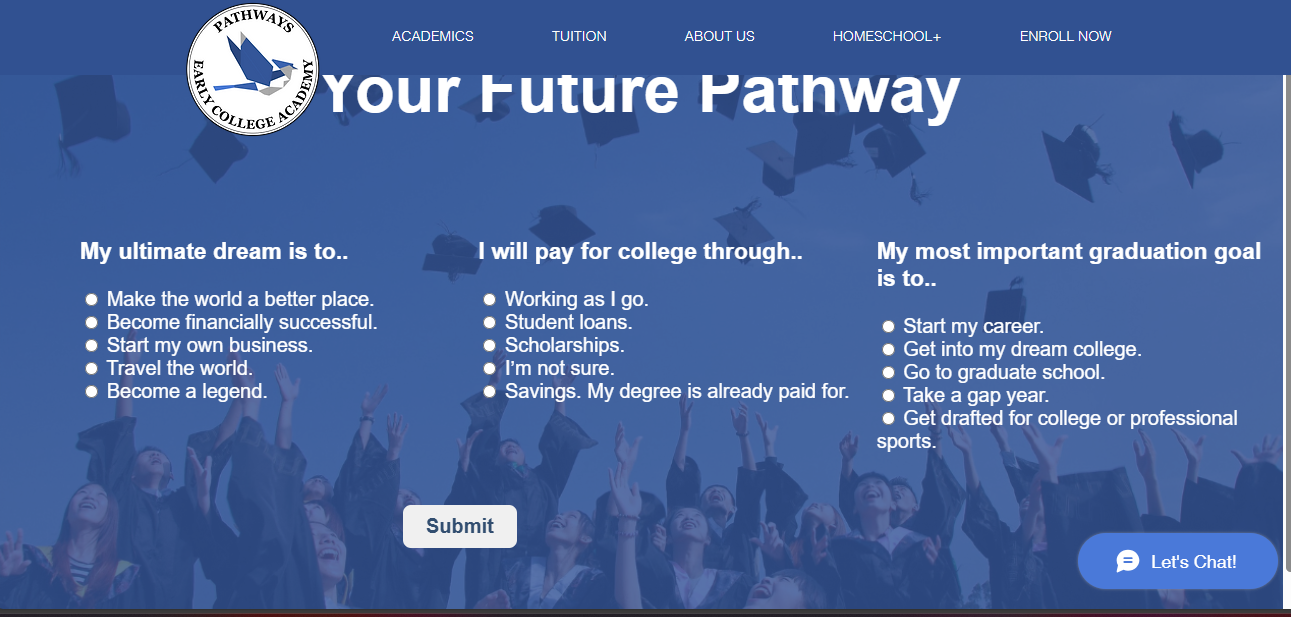 PATHWAYS
EARLY COLLEGE ACADEMY
ACADEMICS
TUITION
ABOUT US
HOMESCHOOL+
ENROLL NOW
Your Future Pathway
My ultimate dream is to..
Make the world a better place.
Become financially successful.
Start my own business.
Travel the world.
Become a legend.
I will pay for college through..
Working as I go.
Student loans.
Scholarships.
I’m not sure.
Savings. My degree is already paid for.
My most important graduation goal
is to..
Start my career.
Get into my dream college.
Go to graduate school.
Take a gap year.
Get drafted for college or professional
sports.
Submit
Let's Chat!